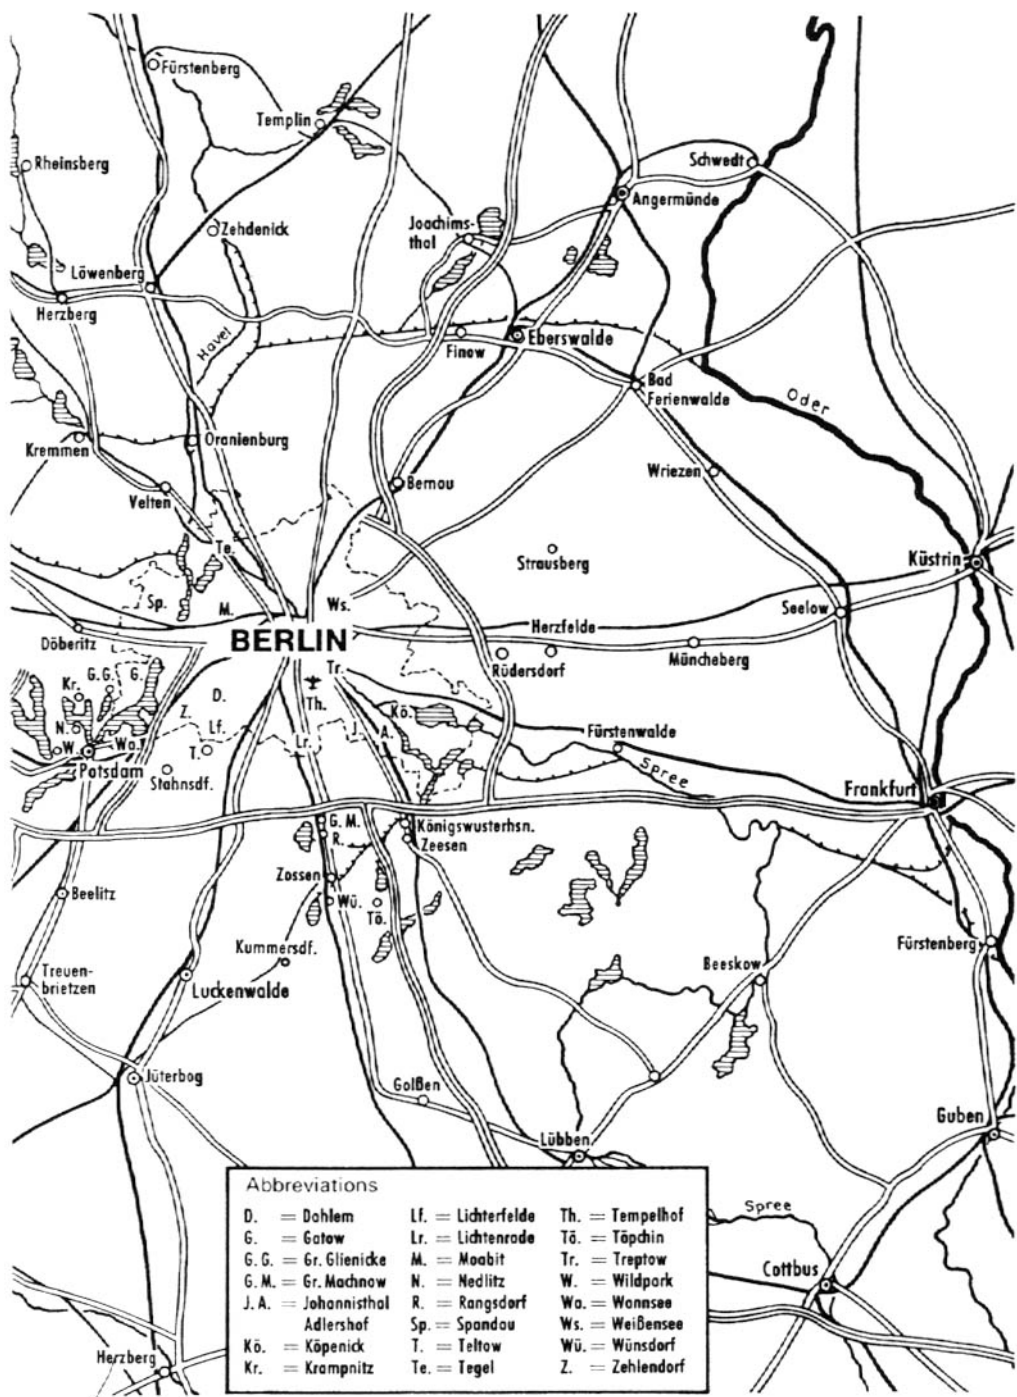 Fürstenberg
Templin
Rheinsberg
Schwedt
Angermünde
Zehdenick
Joachims-
thal
Löwenberg
Herzberg
Havel
Finow
Eberswalde
Bad
Ferienwalde
Oder
Kremmen
Oranienburg
Bernau
Wriezen
Velten
Te.
Strausberg
Küstrin
Sp.
M.
Ws.
Seelow
Döberitz
BERLIN
Herzfelde
Rüdersdorf
Müncheberg
Tr.
Kr.
G. G.
G.
D.
Th.
Z.
Kö.
N.
Lf.
J.
A.
Fürstenwalde
W.
Wa.
T.
Lr.
Potsdam
Stahnsdf.
Spree
Frankfurt
G. M.
R.
Königswusterhsn.
Zeesen
Zossen
Beelitz
Wü.
Tö.
Kummersdf.
Fürstenberg
Treuen-
brietzen
Luckenwalde
Beeskow
Jüterbog
Golßen
Guben
Lübben
Spree
Cottbus
Herzberg
Abbreviations
D. = Dahlem
G. = Gatow
G. G. = Gr. Glienicke
G. M. = Gr. Machnow
J. A. = Johannisthal
Adlershof
Kö. = Köpenick
Kr. = Krampnitz
Lf. = Lichterfelde
Lr. = Lichtenrade
M. = Moabit
N. = Nedlitz
R. = Rangsdorf
Sp. = Spandau
T. = Teltow
Te. = Tegel
Th. = Tempelhof
Tö. = Töpchin
Tr. = Treptow
W. = Wildpark
Wa. = Wannsee
Ws. = Weißensee
Wü. = Wünsdorf
Z. = Zehlendorf